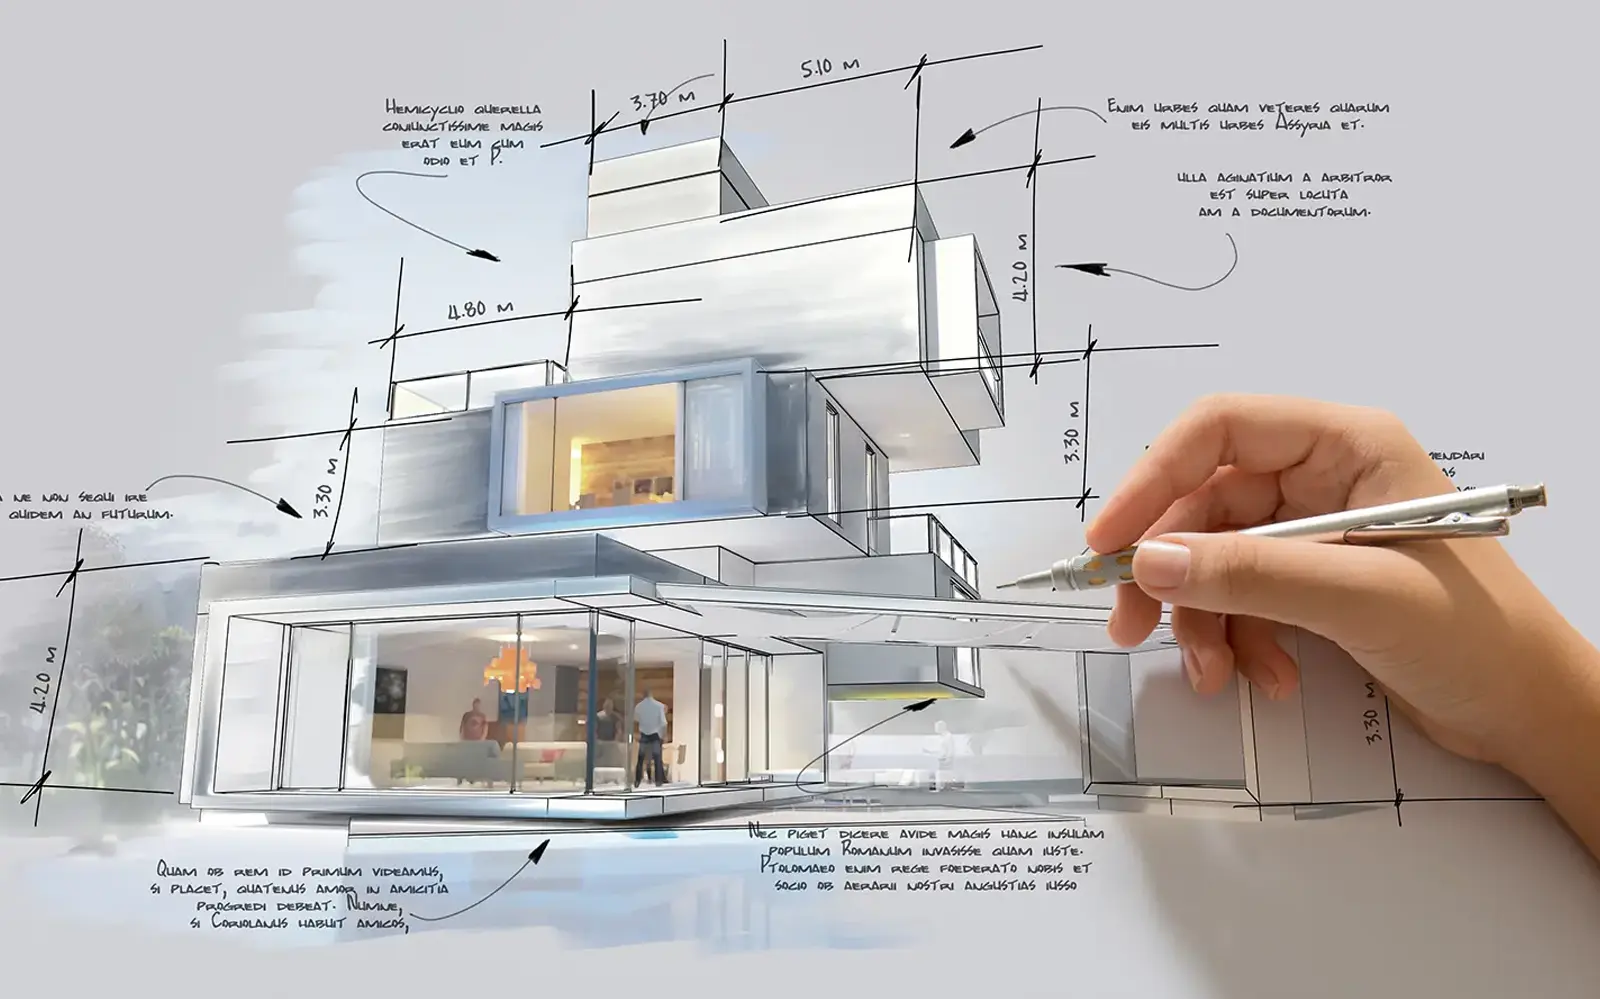 5.10 m
3.70 m
Hemicyclio querella
coniunctissime magis
erat eum cum
odio et P.
Enim urbes quam veteres quarum
eis multis urbes Assyria et.
ulla aginatium a arbitror
est super locuta
am a documentorum.
4.20 m
4.80 m
3.30 m
3.30 m
ne non sequi ire
quidem an futurum.
4.20 m
3.30 m
Nec piget dicere avide magis hanc insulam
populum Romanum invasisse quam iuste.
Ptolomaeo enim rege foederato nobis et
socio ob aerarii nostri angustias iusso
Quam ob rem id primum videamus,
si placet, quatenus amor in amicitia
progredi debeat. Numne,
si Coriolanus habuit amicos,